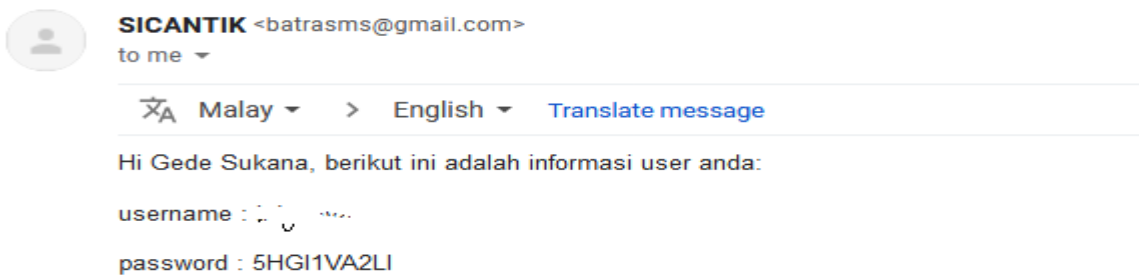 SICANTIK <batrasms@gmail.com>
to me
Malay > English Translate message
Hi Gede Sukana, berikut ini adalah informasi user anda:
username :
password : 5HGI1VA2LI